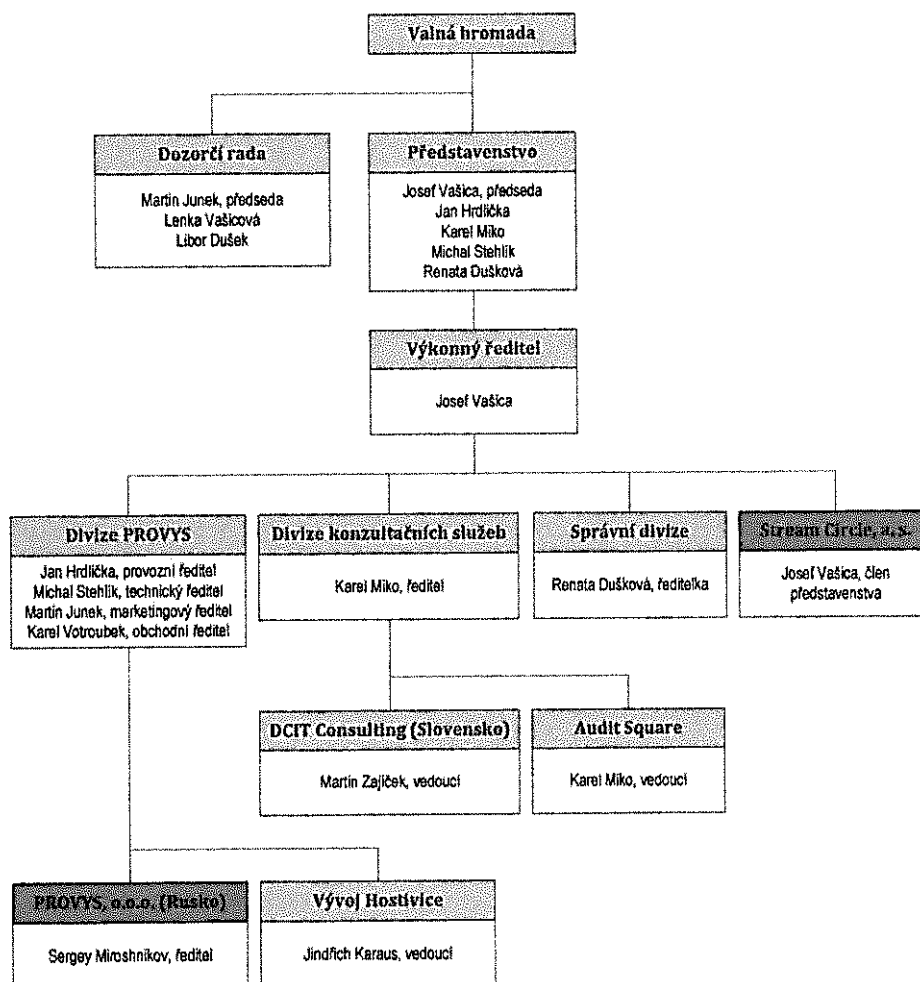 Valná hromada
Dozorčí rada
Martin Junek, předseda
Lenka Vašicová
Libor Dušek
Představenstvo
Josef Vašica, předseda
Jan Hrdlička
Karel Miko
Michal Stehlík
Renata Dušková
Výkonný ředitel
Josef Vašica
Divize PROVYS
Jan Hrdlička, provozní ředitel
Michal Stehlík, technický ředitel
Martin Junek, marketingový ředitel
Karel Votroubek, obchodní ředitel
Divize konzultačních služeb
Karel Miko, ředitel
Správní divize
Renata Dušková, ředitelka
Stream Circle, a.s.
Josef Vašica, člen
představenstva
DCIT Consulting (Slovensko)
Martin Zajíček, vedoucí
Audit Square
Karel Miko, vedoucí
PROVYS, o.o.o. (Rusko)
Sergey Miroshnikov, ředitel
Vývoj Hostivice
Jindřich Karaus, vedoucí